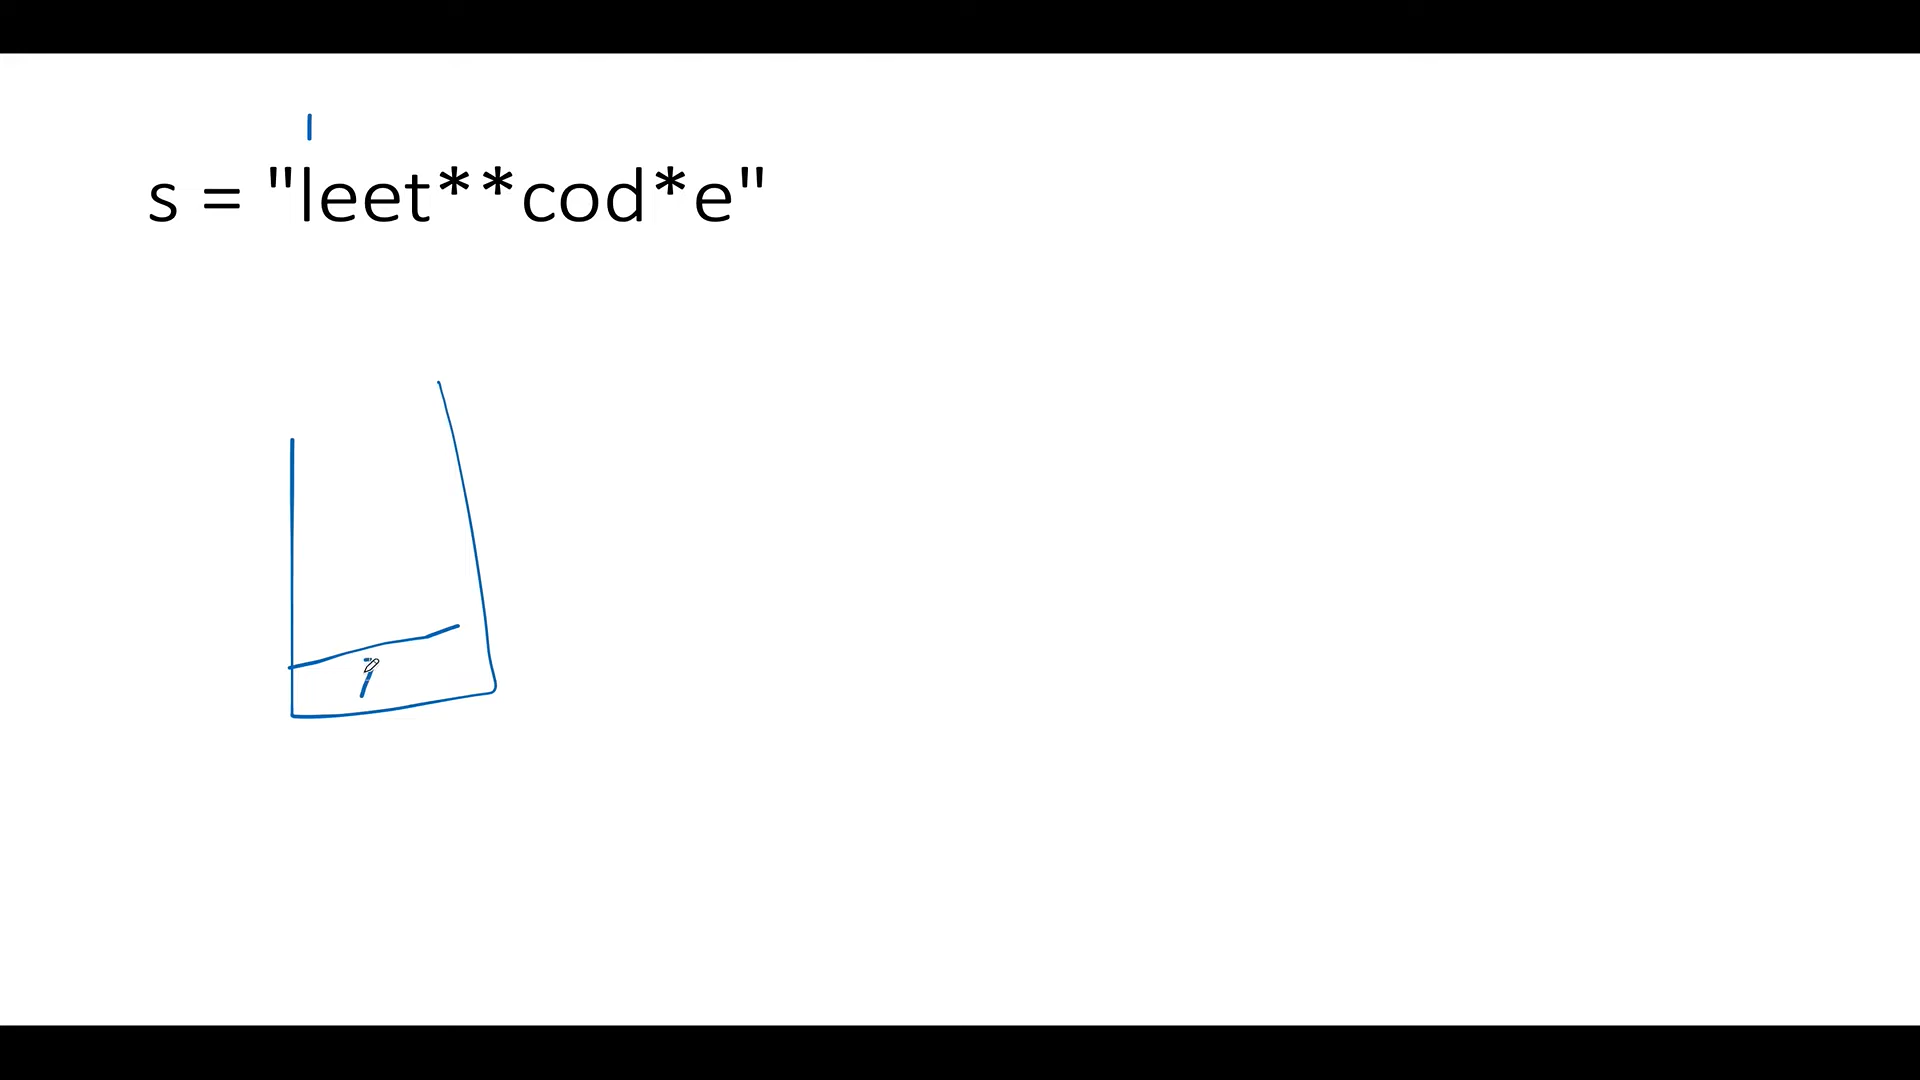 s = "leet**cod*e"